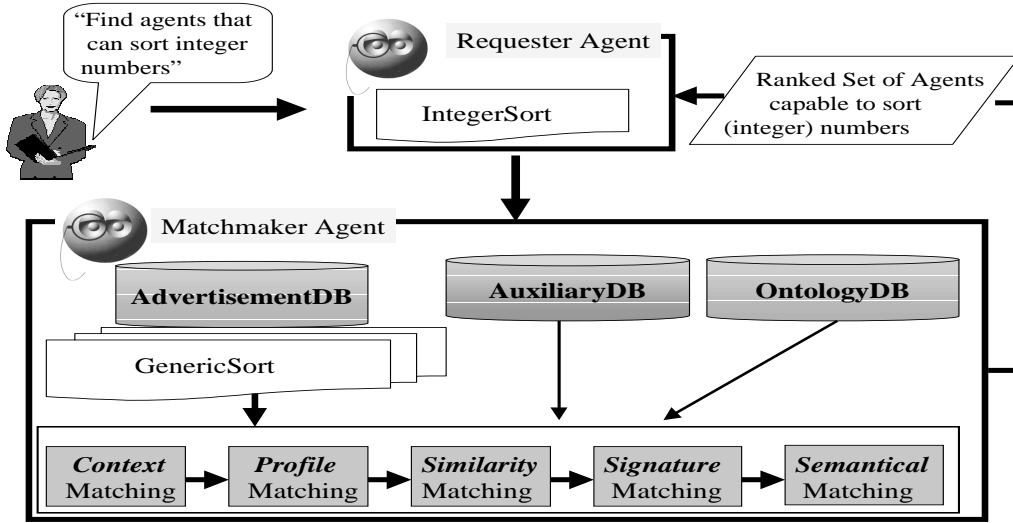 “Find agents that
can sort integer
numbers”
Requester Agent
IntegerSort
Ranked Set of Agents
capable to sort
(integer) numbers
Matchmaker Agent
AdvertisementDB
AuxiliaryDB
OntologyDB
GenericSort
Context
Matching
Profile
Matching
Similarity
Matching
Signature
Matching
Semantical
Matching